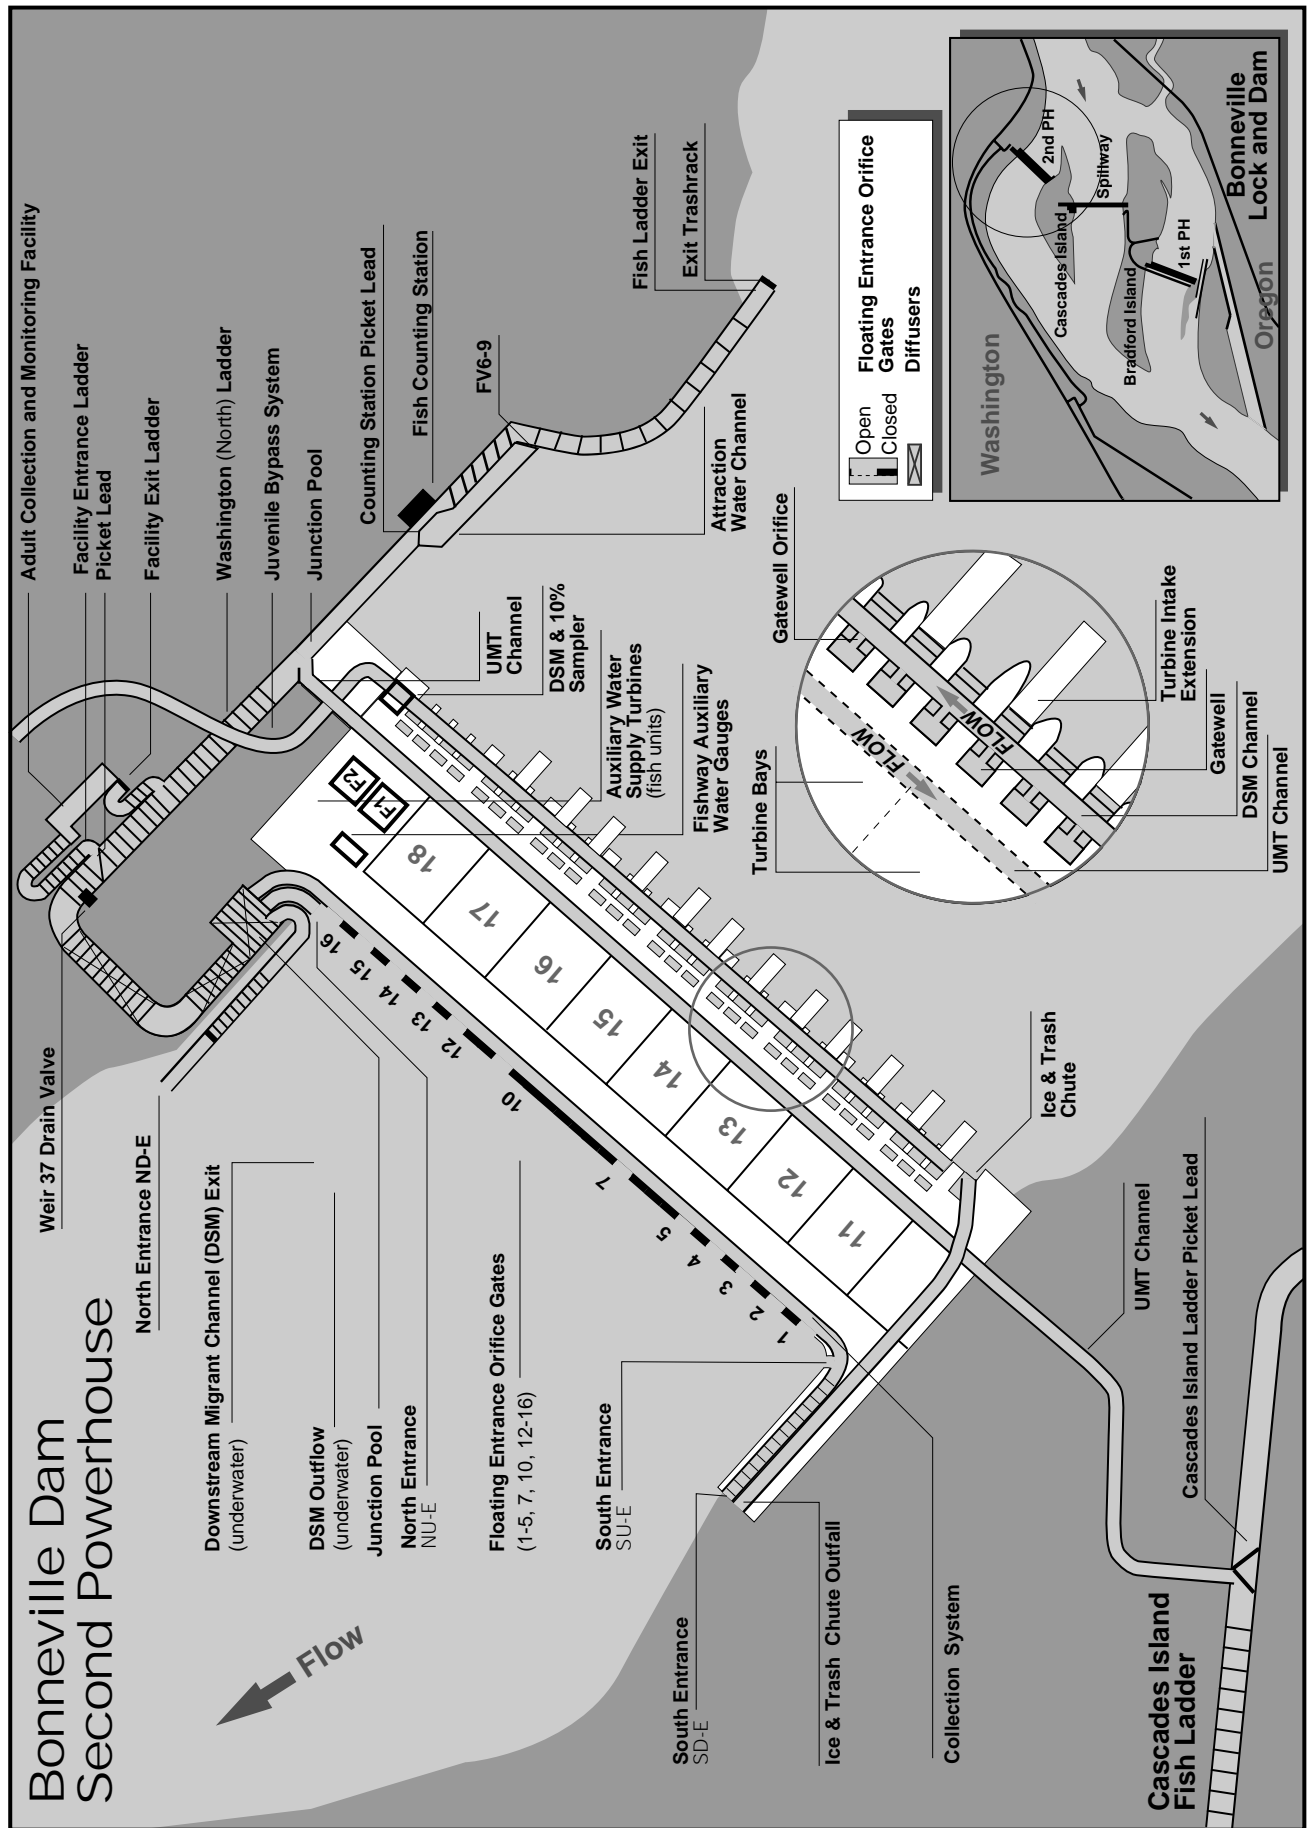 Bonneville Dam
Second Powerhouse
Flow
Weir 37 Drain Valve
North Entrance ND-E
Downstream Migrant Channel (DSM) Exit
(underwater)
DSM Outflow
(underwater)
Junction Pool
North Entrance
NU-E
Floating Entrance Orifice Gates
(1-5, 7, 10, 12-16)
South Entrance
SU-E
South Entrance
SD-E
Ice & Trash Chute Outfall
Collection System
Cascades Island
Fish Ladder
Adult Collection and Monitoring Facility
Facility Entrance Ladder
Picket Lead
Facility Exit Ladder
Washington (North) Ladder
Juvenile Bypass System
Junction Pool
Counting Station Picket Lead
Fish Counting Station
FV6-9
Fish Ladder Exit
Exit Trashrack
Attraction
Water Channel
UMT
Channel
DSM & 10%
Sampler
Auxiliary Water
Supply Turbines
(fish units)
Fishway Auxiliary
Water Gauges
F2
F1
18
17
16
15
14
13
12
11
16
15
14
13
12
10
7
5
4
3
2
1
Ice & Trash
Chute
UMT Channel
Cascades Island Ladder Picket Lead
Turbine Bays
Gatewell Orifice
FLOW
FLOW
Turbine Intake
Extension
Gatewell
DSM Channel
UMT Channel
Open
Closed
Floating Entrance Orifice
Gates
Diffusers
Washington
Cascades Island
Bradford Island
2nd PH
Spillway
1st PH
Oregon
Bonneville
Lock and Dam